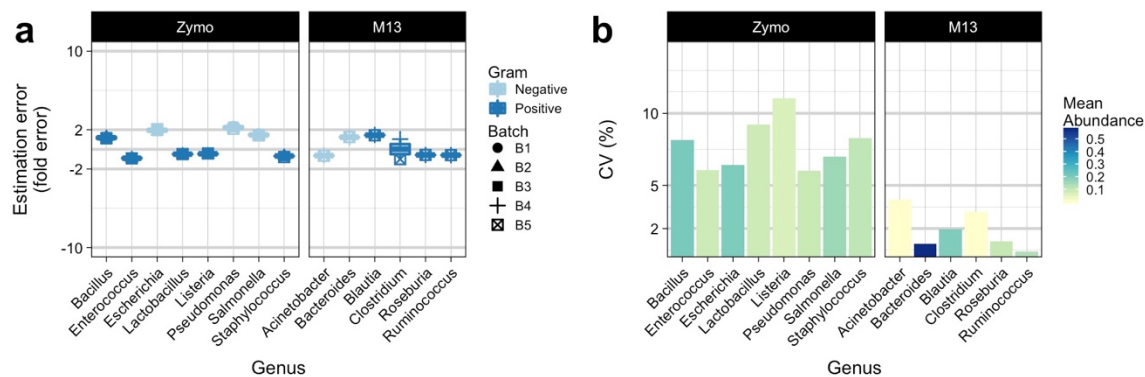 a
Zymo
M13
Estimation error
(fold error)
10
2
-2
-10
Bacillus
Enterococcus
Escherichia
Lactobacillus
Listeria
Pseudomonas
Salmonella
Staphylococcus
Acinetobacter
Bacteroides
Blautia
Clostridium
Roseburia
Ruminococcus
Genus
Gram
Negative
Positive
Batch
B1
B2
B3
B4
B5
b
Zymo
M13
CV (%)
10
5
2
Bacillus
Enterococcus
Escherichia
Lactobacillus
Listeria
Pseudomonas
Salmonella
Staphylococcus
Acinetobacter
Bacteroides
Blautia
Clostridium
Roseburia
Ruminococcus
Genus
Mean
Abundance
0.5
0.4
0.3
0.2
0.1